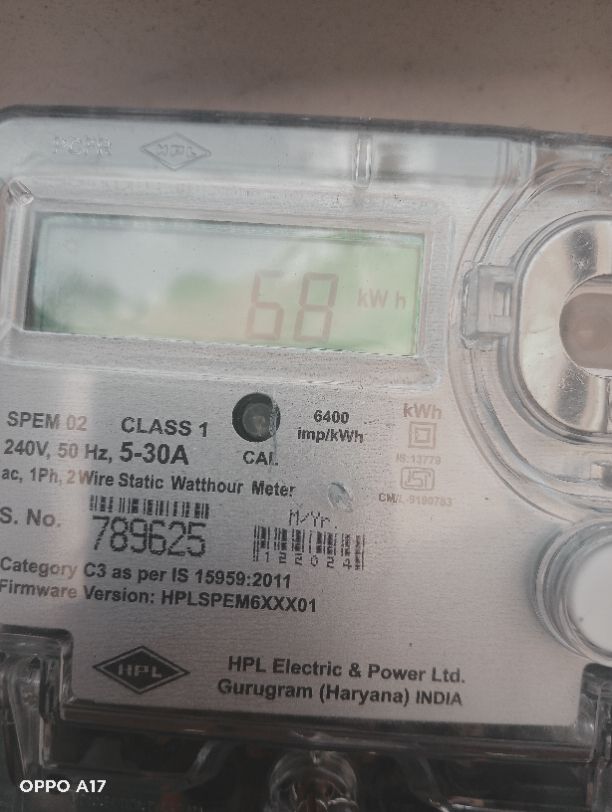 68 kWh
SPEM 02 CLASS 1
6400
imp/kWh
kWh
240V, 50 Hz, 5-30A
CAL
IS:13779
ac, 1Ph, 2 Wire Static Watthour Meter
CM/L-9190783
S. No. 789625
M/Yr.
122024
Category C3 as per IS 15959:2011
Firmware Version: HPLSPEM6XXX01
HPL
HPL Electric & Power Ltd.
Gurugram (Haryana) INDIA
OPPO A17